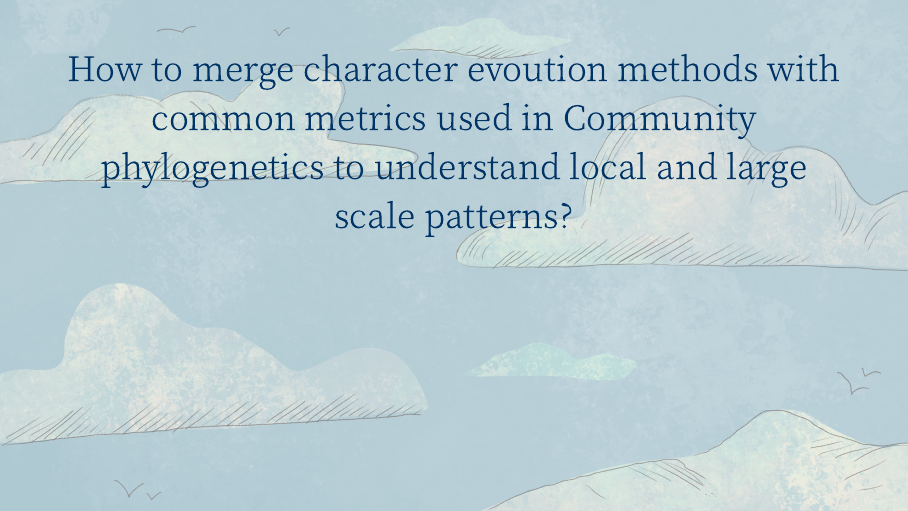 How to merge character evoution methods with
common metrics used in Community
phylogenetics to understand local and large
scale patterns?